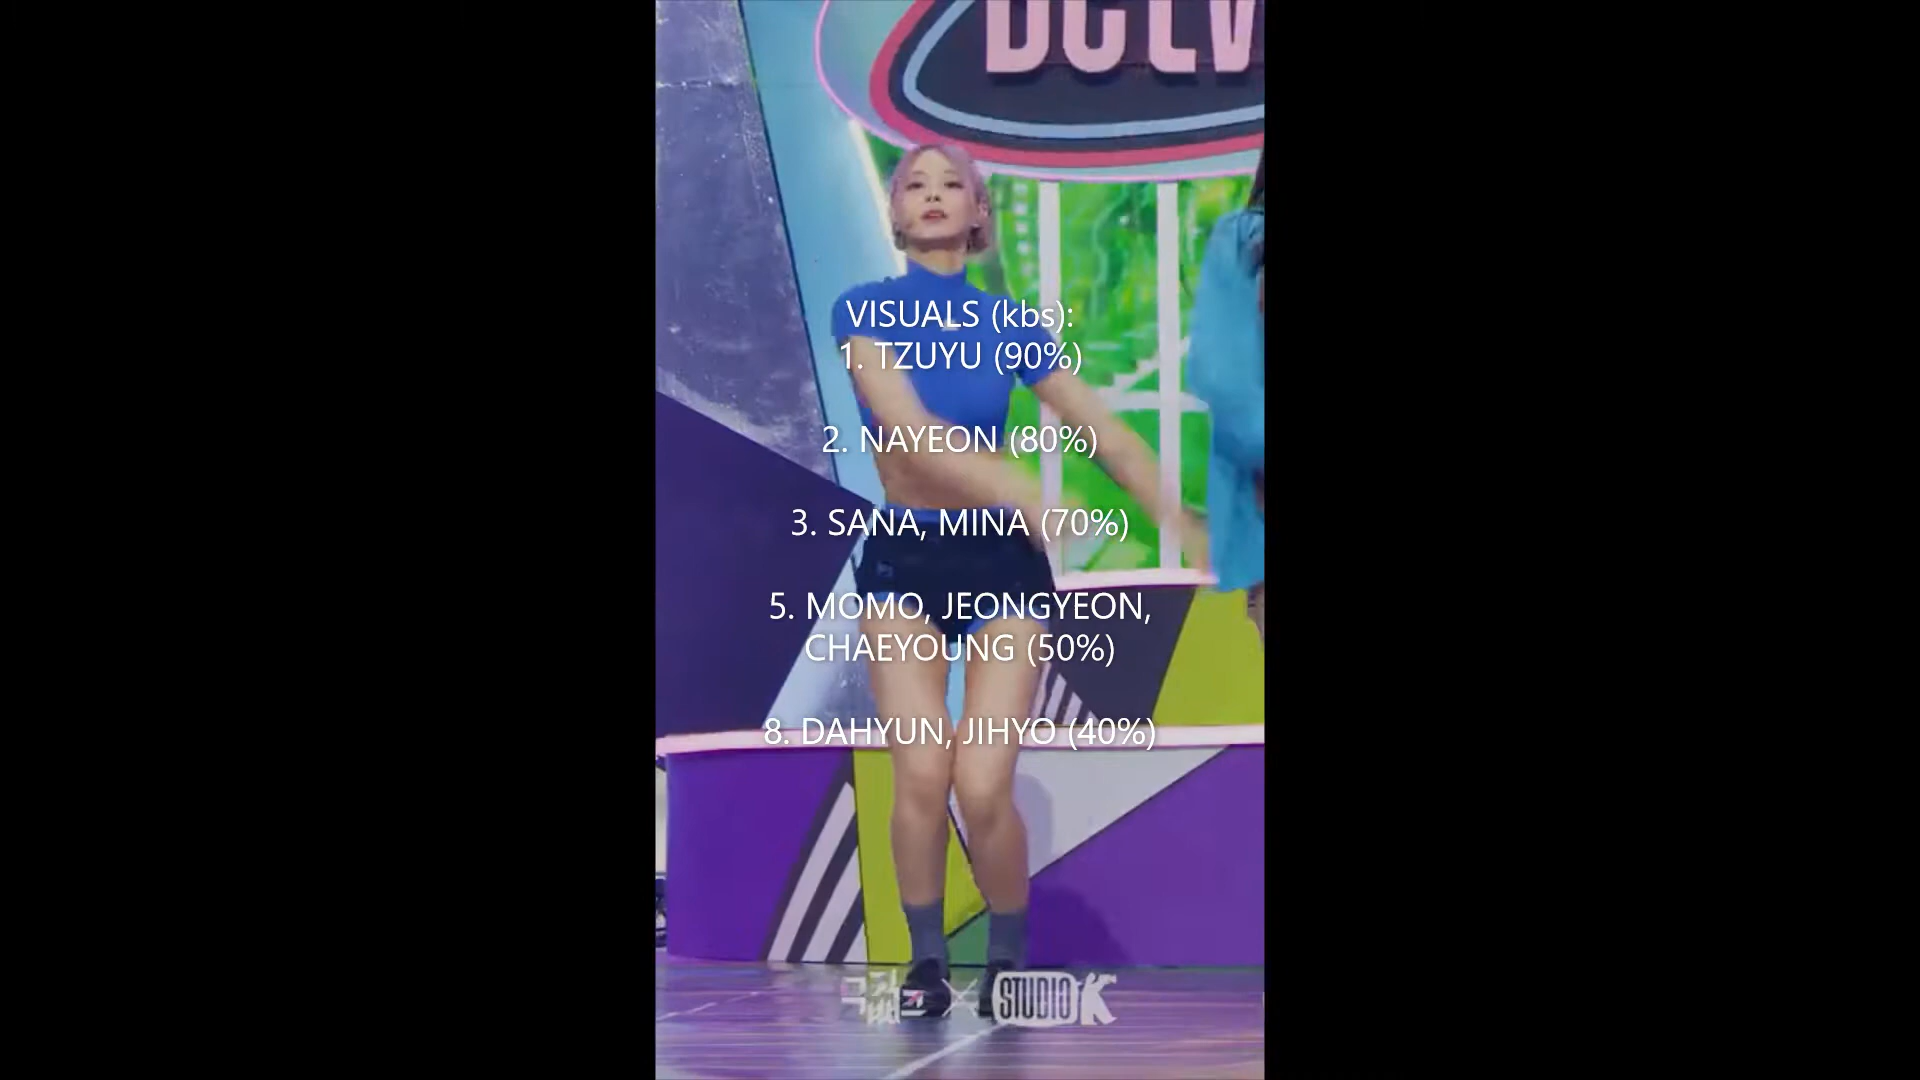 VISUALS (kbs):
1. TZUYU (90%)
2. NAYEON (80%)
3. SANA, MINA (70%)
5. MOMO, JEONGYEON,
CHAEYOUNG (50%)
8. DAHYUN, JIHYO (40%)
STUDIO K